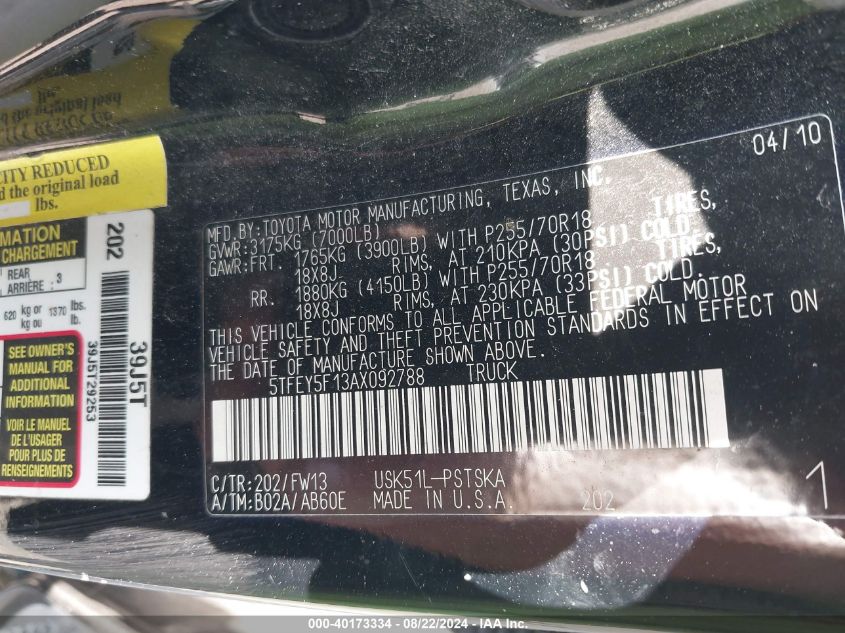 CITY REDUCED
the original load
lbs.
MATION
CHARGEMENT
REAR
ARRIÈRE : 3
620 kg or 1370 lbs.
kg ou lb.
SEE OWNER'S
MANUAL FOR
ADDITIONAL
INFORMATION
VOIR LE MANUEL
DE L'USAGER
POUR PLUS DE
RENSEIGNEMENTS
202
39J5T
39J5T29253
04/10
MFD.BY:TOYOTA MOTOR MANUFACTURING, TEXAS, INC.
GVWR:3175KG (7000LB)
GAWR:FRT. 1765KG (3900LB) WITH P255/70R18 TIRES,
18X8J RIMS, AT 210KPA (30PSI) COLD.
RR. 1880KG (4150LB) WITH P255/70R18 TIRES,
18X8J RIMS, AT 230KPA (33PSI) COLD.
THIS VEHICLE CONFORMS TO ALL APPLICABLE FEDERAL MOTOR
VEHICLE SAFETY AND THEFT PREVENTION STANDARDS IN EFFECT ON
THE DATE OF MANUFACTURE SHOWN ABOVE.
5TFEY5F13AX092788 TRUCK
C/TR:202/FW13 USK51L-PSTSKA
A/TM:B02A/AB60E MADE IN U.S.A. 202
1
000-40173334 - 08/22/2024 - IAA Inc.